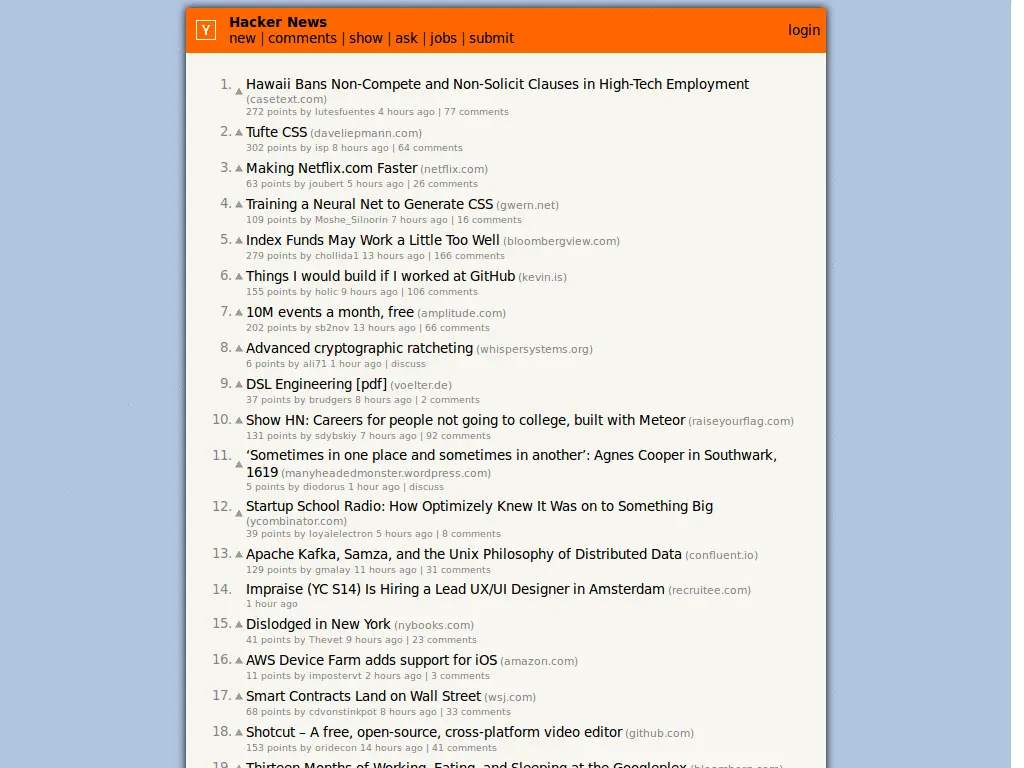 Y
Hacker News
new | comments | show | ask | jobs | submit
login
1. Hawaii Bans Non-Compete and Non-Solicit Clauses in High-Tech Employment
(casetext.com)
272 points by lutesfuentes 4 hours ago | 77 comments
2. Tufte CSS (daveliepmann.com)
302 points by isp 8 hours ago | 64 comments
3. Making Netflix.com Faster (netflix.com)
63 points by joubert 5 hours ago | 26 comments
4. Training a Neural Net to Generate CSS (gwern.net)
109 points by Moshe_Silnorin 7 hours ago | 16 comments
5. Index Funds May Work a Little Too Well (bloombergview.com)
279 points by chollida1 13 hours ago | 166 comments
6. Things I would build if I worked at GitHub (kevin.is)
155 points by holic 9 hours ago | 106 comments
7. 10M events a month, free (amplitude.com)
202 points by sb2nov 13 hours ago | 66 comments
8. Advanced cryptographic ratcheting (whispersystems.org)
6 points by ali71 1 hour ago | discuss
9. DSL Engineering [pdf] (voelter.de)
37 points by brudgers 8 hours ago | 2 comments
10. Show HN: Careers for people not going to college, built with Meteor (raiseyourflag.com)
131 points by sdybskiy 7 hours ago | 92 comments
11. ‘Sometimes in one place and sometimes in another’: Agnes Cooper in Southwark,
1619 (manyheadedmonster.wordpress.com)
5 points by diodorus 1 hour ago | discuss
12. Startup School Radio: How Optimizely Knew It Was on to Something Big
(ycombinator.com)
39 points by loyalelectron 5 hours ago | 8 comments
13. Apache Kafka, Samza, and the Unix Philosophy of Distributed Data (confluent.io)
129 points by gmalay 11 hours ago | 31 comments
14. Impraise (YC S14) Is Hiring a Lead UX/UI Designer in Amsterdam (recruitee.com)
1 hour ago
15. Dislodged in New York (nybooks.com)
41 points by Thevet 9 hours ago | 23 comments
16. AWS Device Farm adds support for iOS (amazon.com)
11 points by impostervt 2 hours ago | 3 comments
17. Smart Contracts Land on Wall Street (wsj.com)
68 points by cdvonstinkpot 8 hours ago | 33 comments
18. Shotcut – A free, open-source, cross-platform video editor (github.com)
153 points by oridecon 14 hours ago | 41 comments
19. Thirteen Months of Working, Eating, and Sleeping at the Googleplex (bloomberg.com)